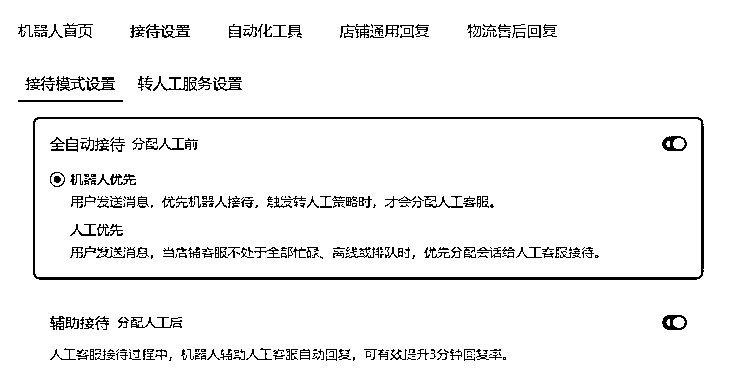 机器人首页 接待设置 自动化工具 店铺通用回复 物流售后回复
接待模式设置 转人工服务设置
全自动接待 分配人工前
机器人优先
用户发送消息，优先机器人接待，触发转人工策略时，才会分配人工客服。
人工优先
用户发送消息，当店铺客服不处于全部忙碌、离线或排队时，优先分配会话给人工客服接待。
辅助接待 分配人工后
人工客服接待过程中，机器人辅助人工客服自动回复，可有效提升3分钟回复率。